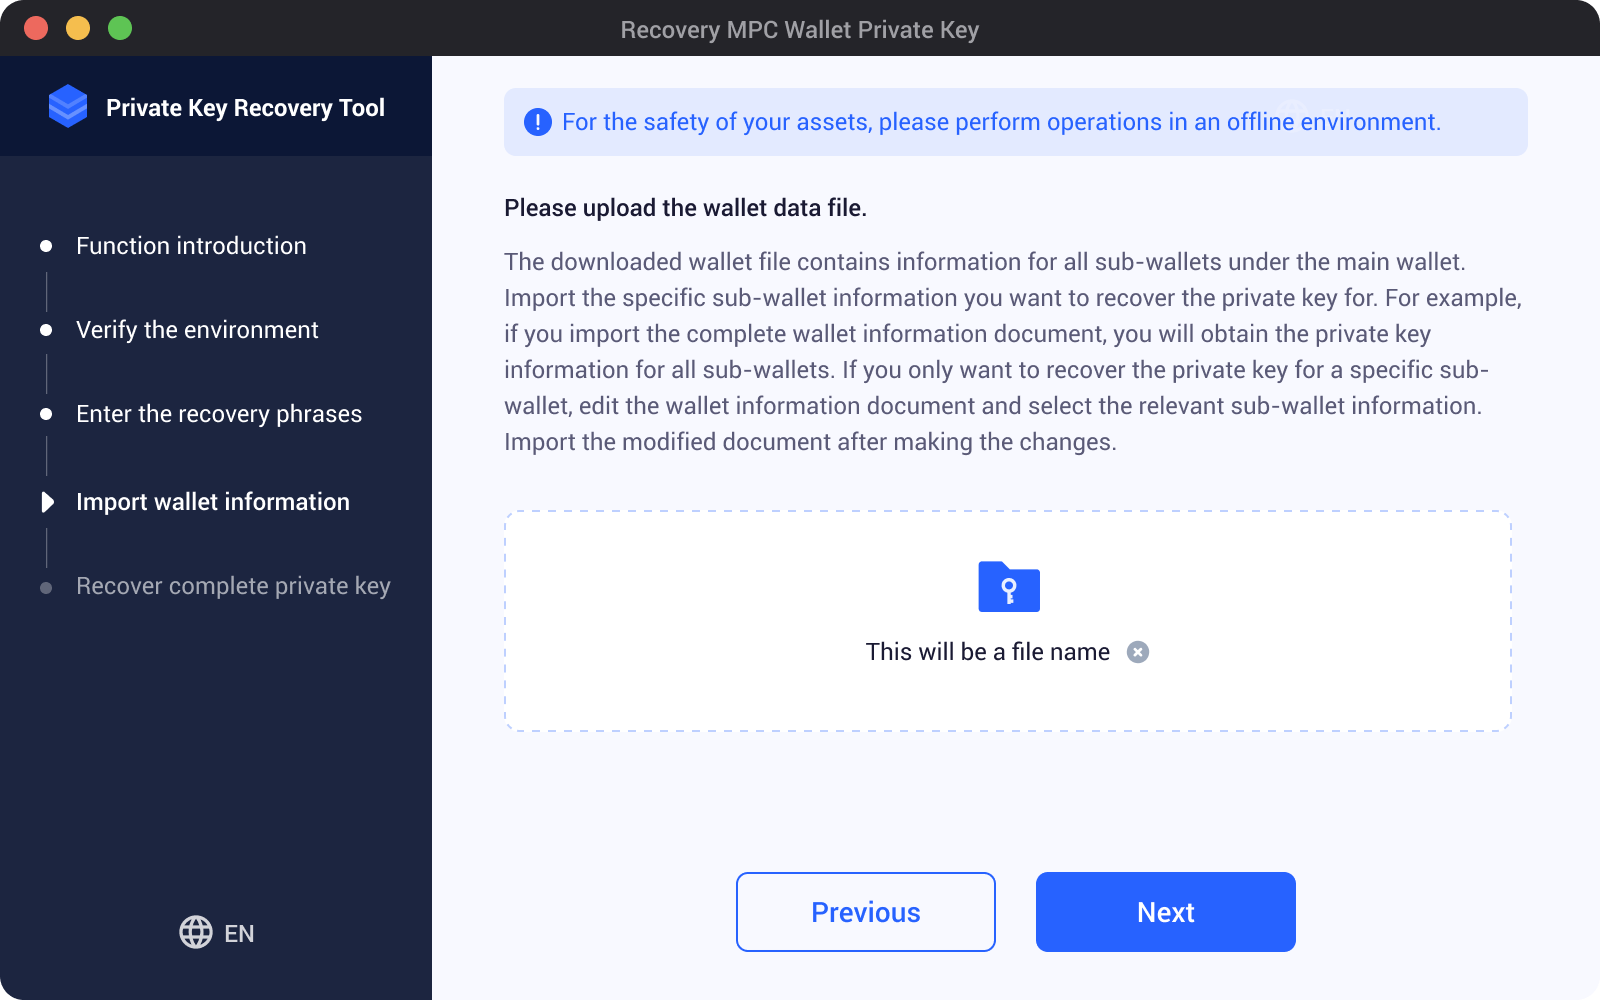 Recovery MPC Wallet Private Key
Private Key Recovery Tool
Function introduction
Verify the environment
Enter the recovery phrases
Import wallet information
Recover complete private key
EN
For the safety of your assets, please perform operations in an offline environment.
Please upload the wallet data file.
The downloaded wallet file contains information for all sub-wallets under the main wallet.
Import the specific sub-wallet information you want to recover the private key for. For example,
if you import the complete wallet information document, you will obtain the private key
information for all sub-wallets. If you only want to recover the private key for a specific sub-
wallet, edit the wallet information document and select the relevant sub-wallet information.
Import the modified document after making the changes.
This will be a file name
Previous
Next